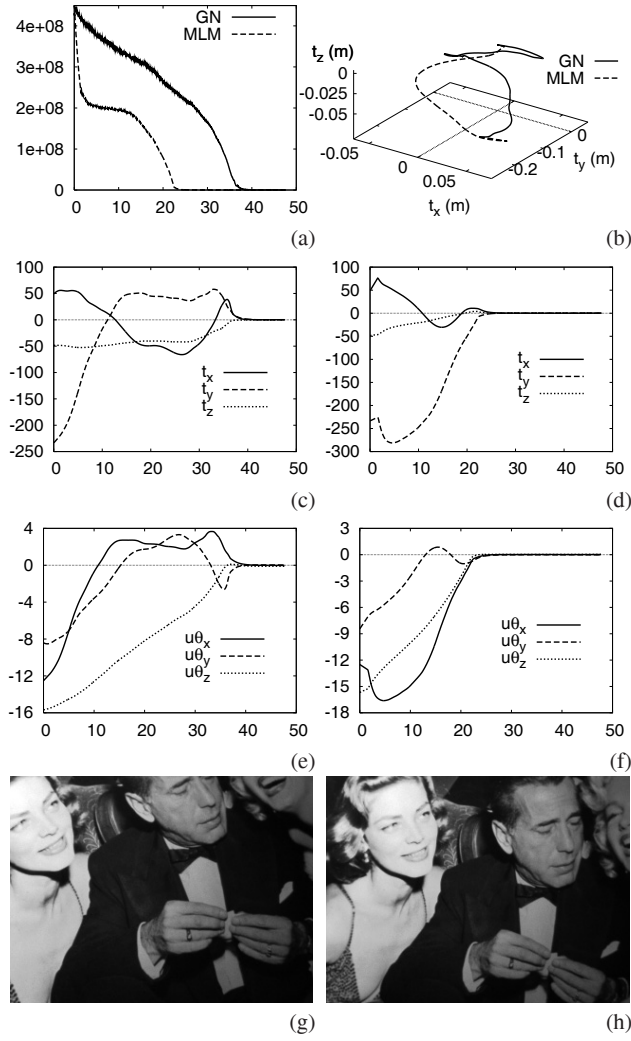 4e+08
3e+08
2e+08
1e+08
0
0 10 20 30 40 50
GN
MLM
(a)
t_z (m)
0
-0.025
-0.05
-0.05
0
0.05
t_x (m)
-0.2
-0.1
0
t_y (m)
GN
MLM
(b)
100
50
0
-50
-100
-150
-200
-250
0 10 20 30 40 50
t_x
t_y
t_z
(c)
100
50
0
-50
-100
-150
-200
-250
-300
0 10 20 30 40 50
t_x
t_y
t_z
(d)
4
0
-4
-8
-12
-16
0 10 20 30 40 50
uθ_x
uθ_y
uθ_z
(e)
3
0
-3
-6
-9
-12
-15
-18
0 10 20 30 40 50
uθ_x
uθ_y
uθ_z
(f)
(g)
(h)